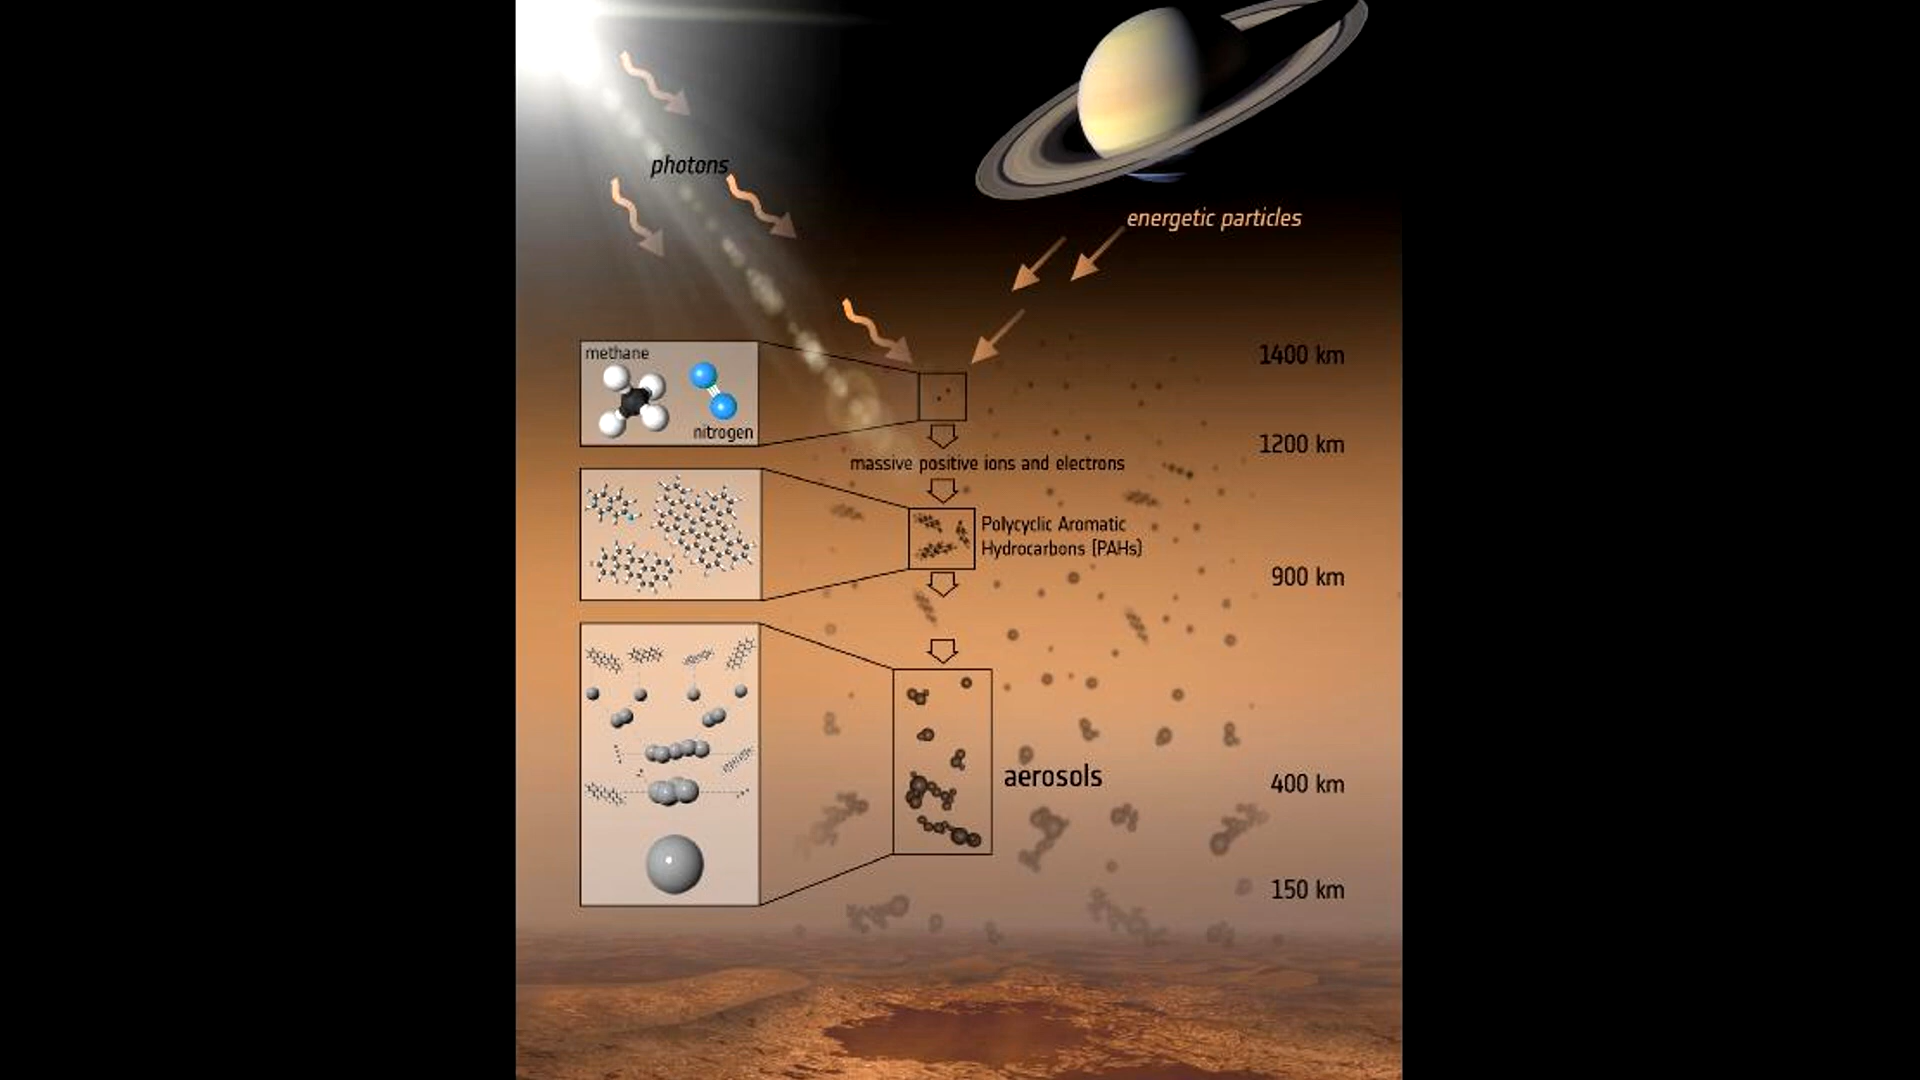 photons
energetic particles
methane
nitrogen
1400 km
1200 km
massive positive ions and electrons
Polycyclic Aromatic
Hydrocarbons (PAHs)
900 km
aerosols
400 km
150 km